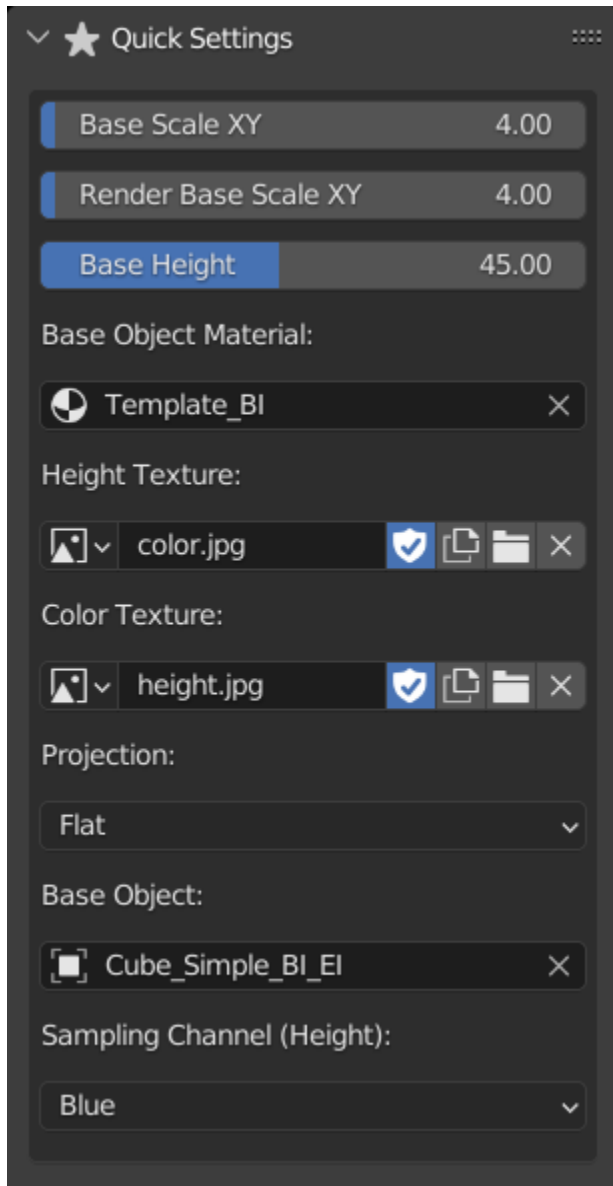 Quick Settings
Base Scale XY 4.00
Render Base Scale XY 4.00
Base Height 45.00
Base Object Material:
Template_BI
Height Texture:
color.jpg
Color Texture:
height.jpg
Projection:
Flat
Base Object:
Cube_Simple_BI_EI
Sampling Channel (Height):
Blue